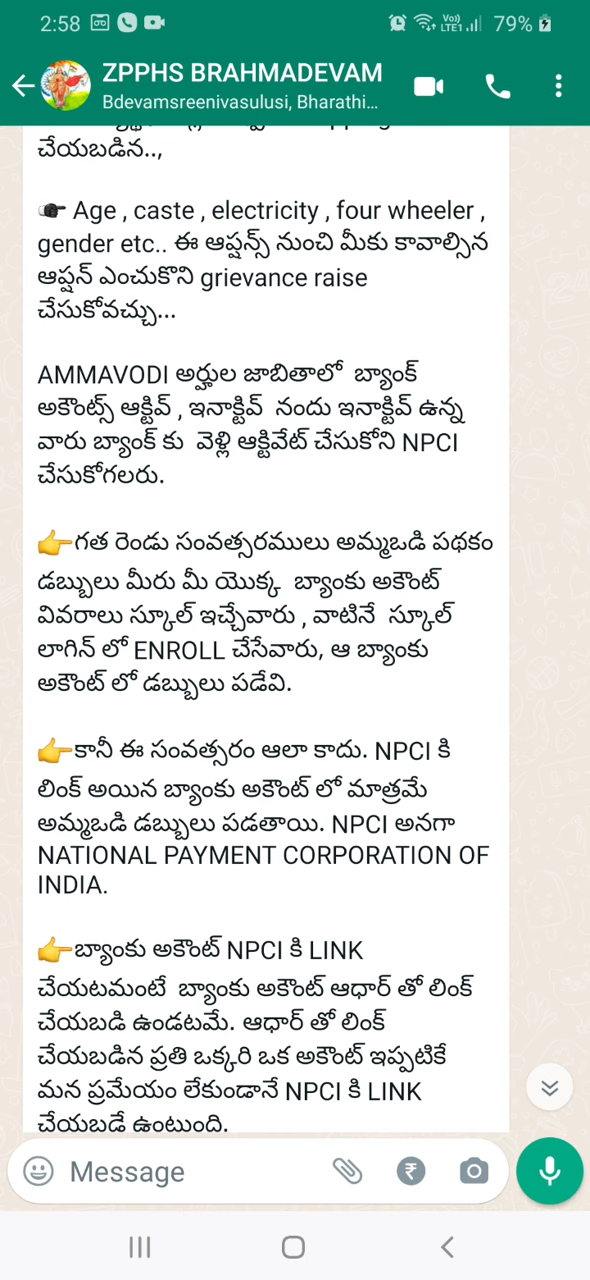 2:58
Vo))
LTE1
79%
ZPPHS BRAHMADEVAM
Bdevamsreenivasulusi, Bharathi...
చేయబడిన..,
Age , caste , electricity , four wheeler ,
gender etc.. ఈ ఆప్షన్స్ నుంచి మీకు కావాల్సిన
ఆప్షన్ ఎంచుకొని grievance raise
చేసుకోవచ్చు...
AMMAVODI అర్హుల జాబితాలో బ్యాంక్
అకౌంట్స్ ఆక్టివ్ , ఇనాక్టివ్ నందు ఇనాక్టివ్ ఉన్న
వారు బ్యాంక్ కు వెళ్లి ఆక్టివేట్ చేసుకోని NPCI
చేసుకోగలరు.
👉గత రెండు సంవత్సరములు అమ్మఒడి పథకం
డబ్బులు మీరు మీ యొక్క బ్యాంకు అకౌంట్
వివరాలు స్కూల్ ఇచ్చేవారు , వాటినే స్కూల్
లాగిన్ లో ENROLL చేసేవారు, ఆ బ్యాంకు
అకౌంట్ లో డబ్బులు పడేవి.
👉కానీ ఈ సంవత్సరం ఆలా కాదు. NPCI కి
లింక్ అయిన బ్యాంకు అకౌంట్ లో మాత్రమే
అమ్మఒడి డబ్బులు పడతాయి. NPCI అనగా
NATIONAL PAYMENT CORPORATION OF
INDIA.
👉బ్యాంకు అకౌంట్ NPCI కి LINK
చేయటమంటే బ్యాంకు అకౌంట్ ఆధార్ తో లింక్
చేయబడి ఉండటమే. ఆధార్ తో లింక్
చేయబడిన ప్రతి ఒక్కరి ఒక అకౌంట్ ఇప్పటికే
మన ప్రమేయం లేకుండానే NPCI కి LINK
చేయబడే ఉంటుంది.
Message